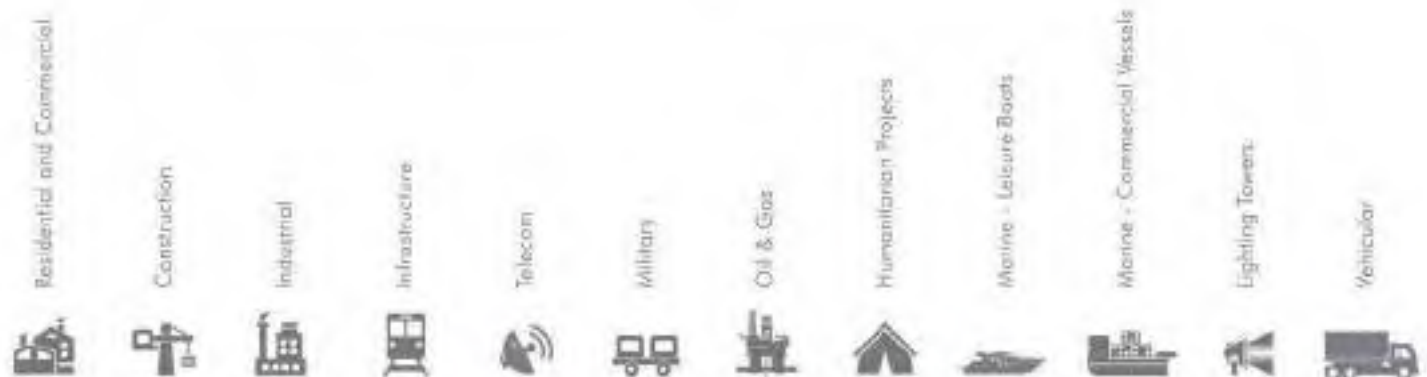 Residential and Commercial
Construction
Industrial
Infrastructure
Telecom
Military
Oil & Gas
Humanitarian Projects
Marine - Leisure Boats
Marine - Commercial Vessels
Lighting Towers
Vehicular